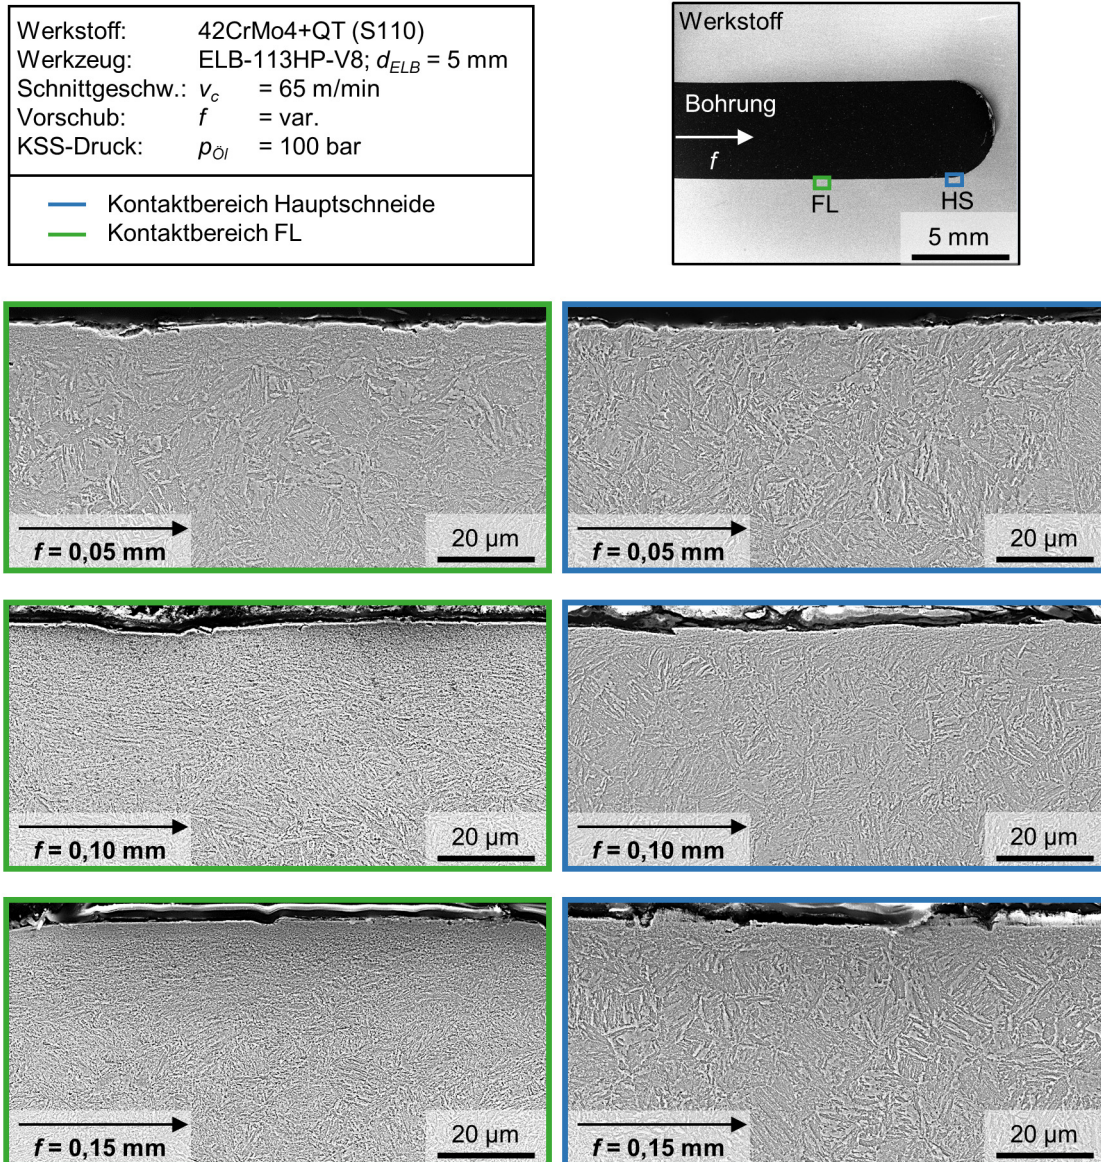 Werkstoff: 42CrMo4+QT (S110)
Werkzeug: ELB-113HP-V8; d_ELB = 5 mm
Schnittgeschw.: v_c = 65 m/min
Vorschub: f = var.
KSS-Druck: p_Öl = 100 bar
Kontaktbereich Hauptschneide
Kontaktbereich FL
Werkstoff
Bohrung
f
FL
HS
5 mm
f = 0,05 mm
20 µm
f = 0,05 mm
20 µm
f = 0,10 mm
20 µm
f = 0,10 mm
20 µm
f = 0,15 mm
20 µm
f = 0,15 mm
20 µm